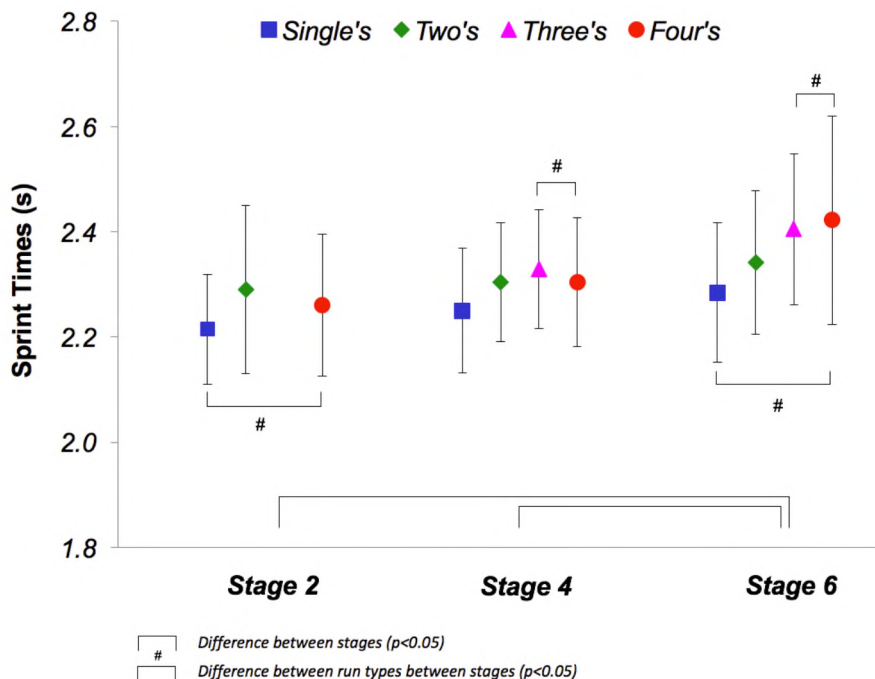 2.8
Single's Two's Three's Four's
#
2.6
#
Sprint Times (s)
2.4
2.2
#
#
2.0
1.8
Stage 2 Stage 4 Stage 6
Difference between stages (p<0.05)
#
Difference between run types between stages (p<0.05)